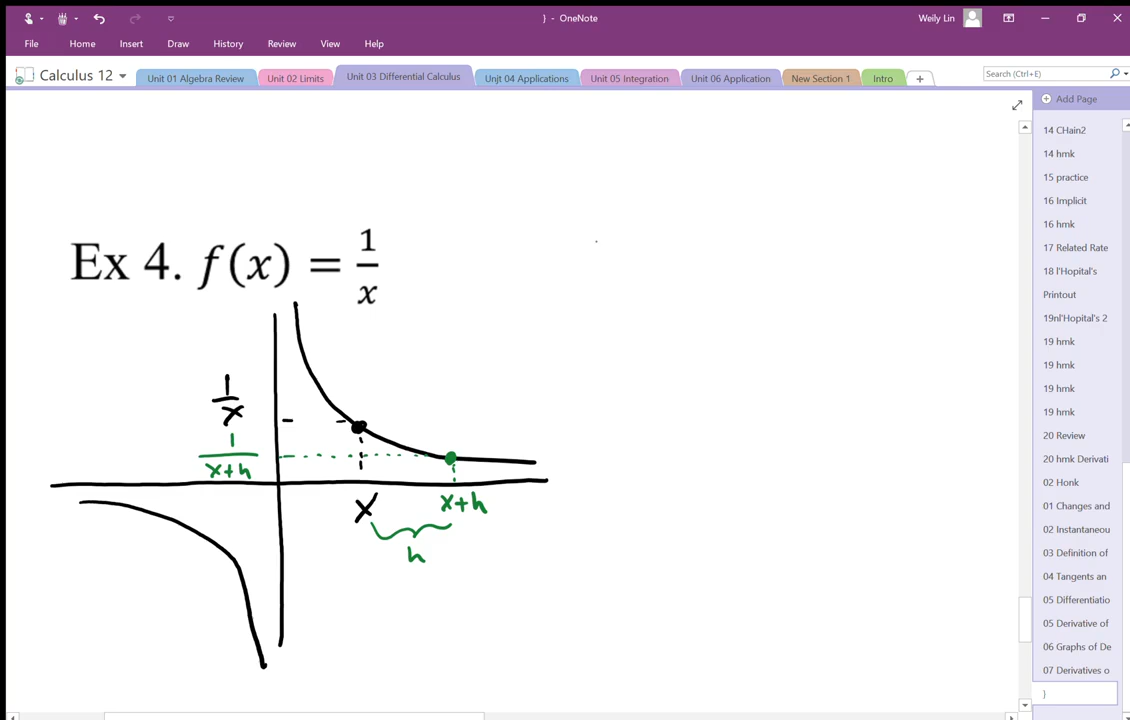 } - OneNote
Weily Lin
File Home Insert Draw History Review View Help
Calculus 12
Unit 01 Algebra Review
Unit 02 Limits
Unit 03 Differential Calculus
Unit 04 Applications
Unit 05 Integration
Unit 06 Application
New Section 1
Intro
+
Search (Ctrl+E)
Add Page
14 CHain2
14 hmk
15 practice
16 Implicit
16 hmk
17 Related Rate
18 l'Hopital's
Printout
19nl'Hopital's 2
19 hmk
19 hmk
19 hmk
19 hmk
20 Review
20 hmk Derivati
02 Honk
01 Changes and
02 Instantaneou
03 Definition of
04 Tangents an
05 Differentiatio
05 Derivative of
06 Graphs of De
07 Derivatives o
}
Ex 4. f(x) = 1/x
1/x
1/(x+h)
x
x+h
h